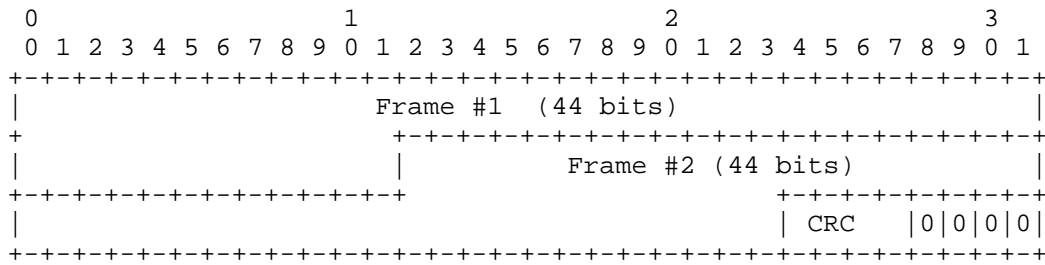 0                   1                   2                   3
 0 1 2 3 4 5 6 7 8 9 0 1 2 3 4 5 6 7 8 9 0 1 2 3 4 5 6 7 8 9 0 1
+-+-+-+-+-+-+-+-+-+-+-+-+-+-+-+-+-+-+-+-+-+-+-+-+-+-+-+-+-+-+-+-+
|                      Frame #1  (44 bits)                      |
+                       +-+-+-+-+-+-+-+-+-+-+-+-+-+-+-+-+-+-+-+-+
|                       |          Frame #2 (44 bits)           |
+-+-+-+-+-+-+-+-+-+-+-+-+                       +-+-+-+-+-+-+-+-+
|                                               | CRC   |0|0|0|0|
+-+-+-+-+-+-+-+-+-+-+-+-+-+-+-+-+-+-+-+-+-+-+-+-+-+-+-+-+-+-+-+-+